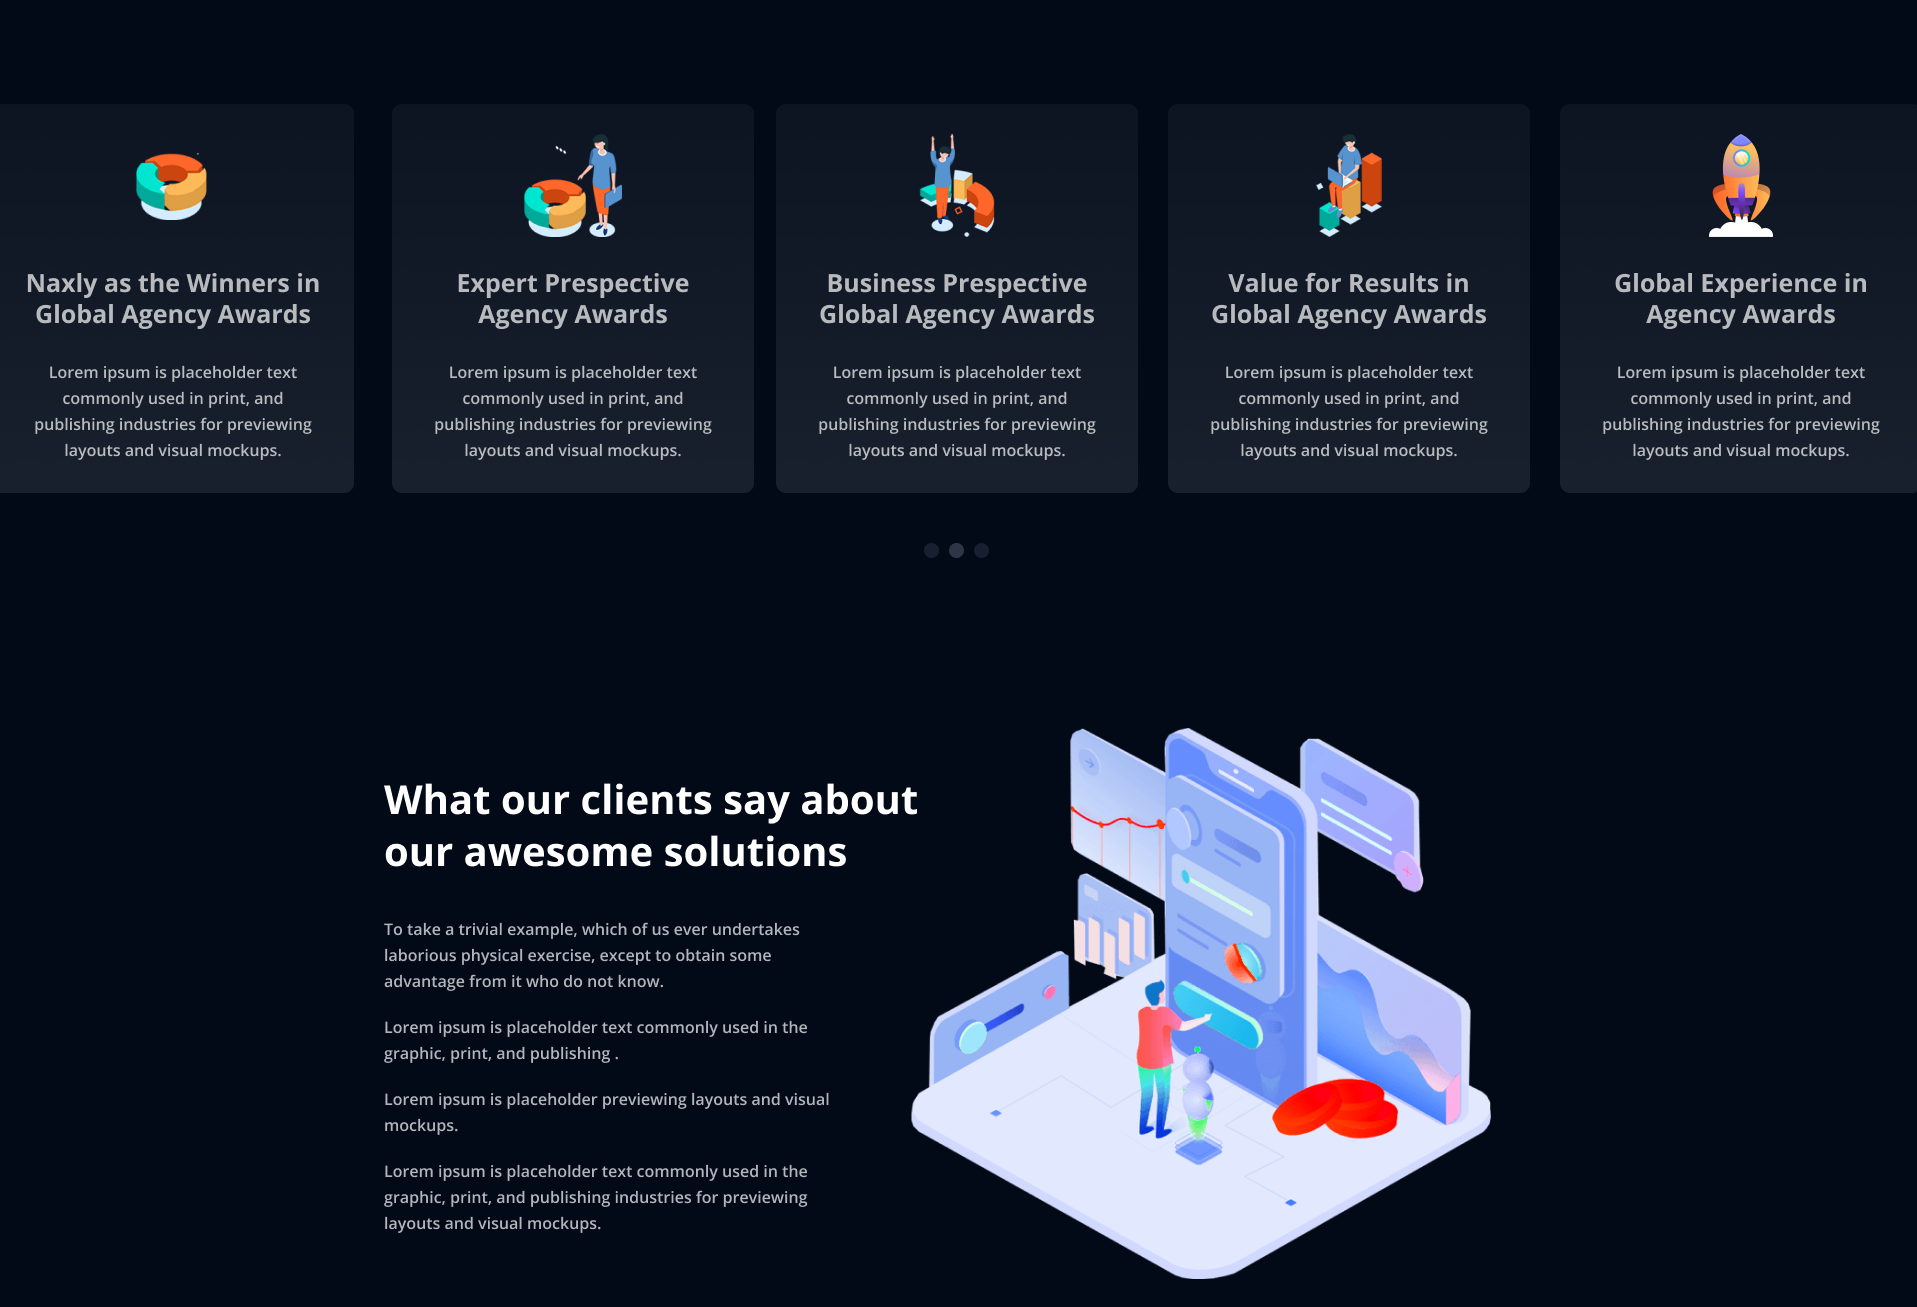 Naxly as the Winners in
Global Agency Awards
Lorem ipsum is placeholder text
commonly used in print, and
publishing industries for previewing
layouts and visual mockups.
Expert Prespective
Agency Awards
Lorem ipsum is placeholder text
commonly used in print, and
publishing industries for previewing
layouts and visual mockups.
Business Prespective
Global Agency Awards
Lorem ipsum is placeholder text
commonly used in print, and
publishing industries for previewing
layouts and visual mockups.
Value for Results in
Global Agency Awards
Lorem ipsum is placeholder text
commonly used in print, and
publishing industries for previewing
layouts and visual mockups.
Global Experience in
Agency Awards
Lorem ipsum is placeholder text
commonly used in print, and
publishing industries for previewing
layouts and visual mockups.
What our clients say about
our awesome solutions
To take a trivial example, which of us ever undertakes
laborious physical exercise, except to obtain some
advantage from it who do not know.
Lorem ipsum is placeholder text commonly used in the
graphic, print, and publishing .
Lorem ipsum is placeholder previewing layouts and visual
mockups.
Lorem ipsum is placeholder text commonly used in the
graphic, print, and publishing industries for previewing
layouts and visual mockups.